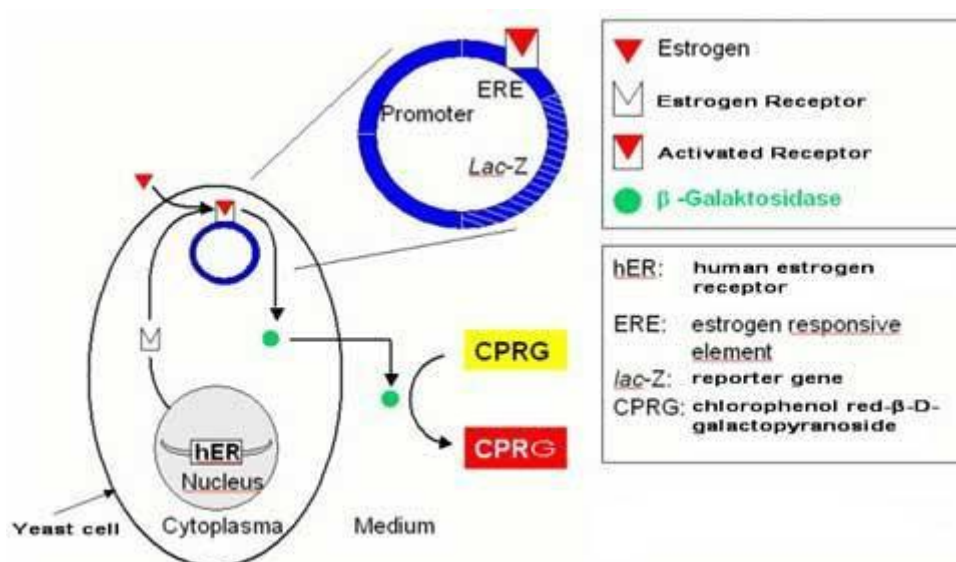 ERE
Promoter
Lac-Z
hER
Nucleus
Cytoplasma
Yeast cell
Medium
CPRG
CPRG
Estrogen
Estrogen Receptor
Activated Receptor
β -Galaktosidase
hER: human estrogen
receptor
ERE: estrogen responsive
element
lac-Z: reporter gene
CPRG: chlorophenol red-β-D-
galactopyranoside